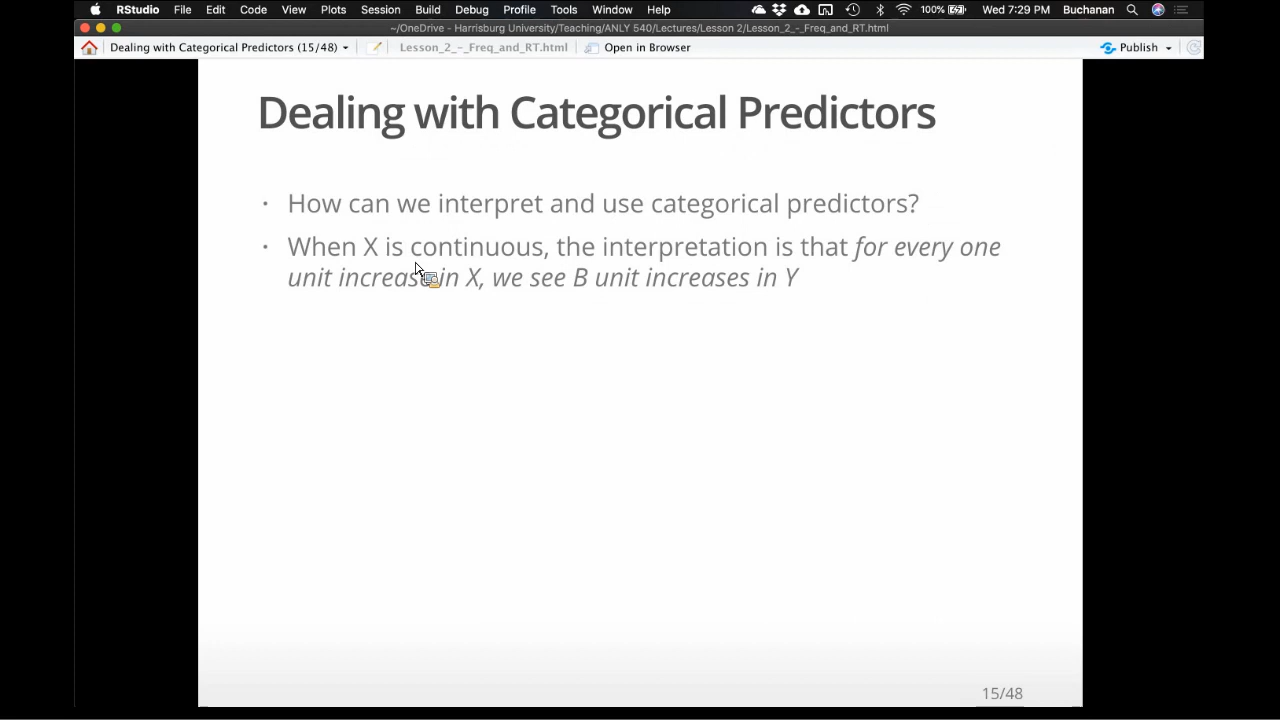 RStudio File Edit Code View Plots Session Build Debug Profile Tools Window Help 100% Wed 7:29 PM Buchanan
~/OneDrive - Harrisburg University/Teaching/ANLY 540/Lectures/Lesson 2/Lesson_2_-_Freq_and_RT.html
Dealing with Categorical Predictors (15/48) Lesson_2_-_Freq_and_RT.html Open in Browser Publish
Dealing with Categorical Predictors
• How can we interpret and use categorical predictors?
• When X is continuous, the interpretation is that for every one
unit increase in X, we see B unit increases in Y
15/48